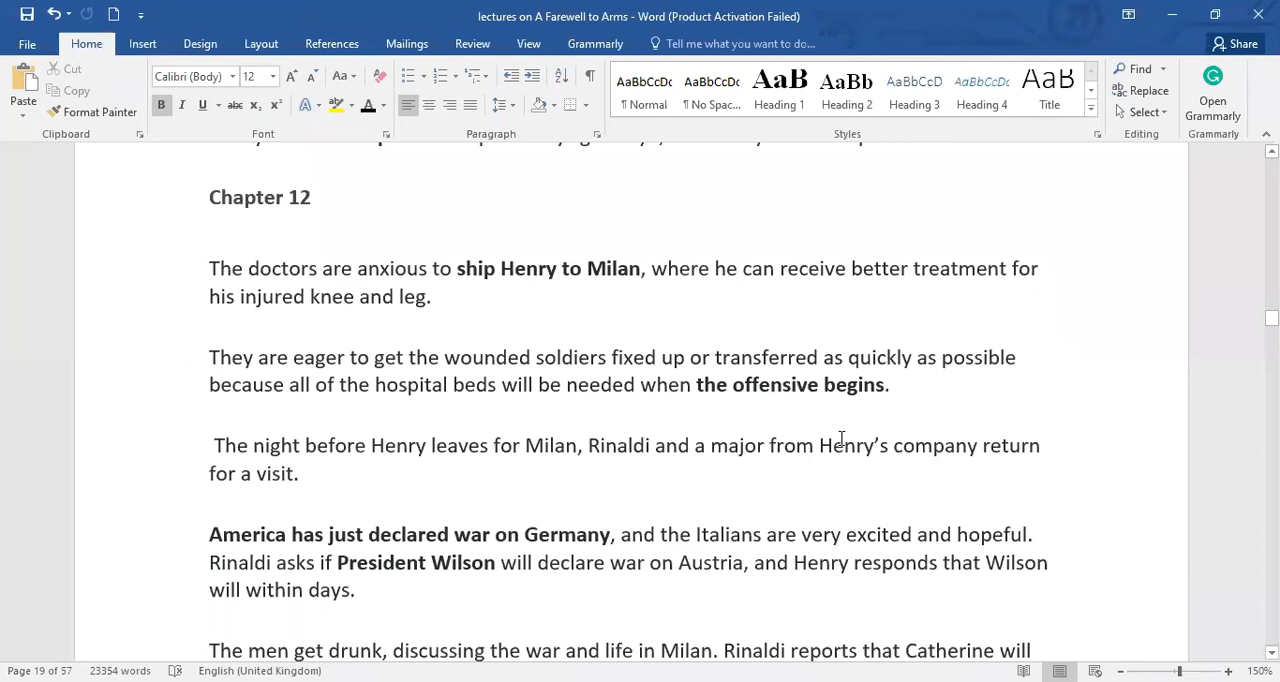 lectures on A Farewell to Arms - Word (Product Activation Failed)
File Home Insert Design Layout References Mailings Review View Grammarly Tell me what you want to do... Share
Cut
Copy
Paste
Format Painter
Clipboard
Calibri (Body) 12
Font
Paragraph
AaBbCcDc AaBbCcDc AaB AaBb AaBbCcD AaBbCcDc AaB
¶ Normal ¶ No Spac... Heading 1 Heading 2 Heading 3 Heading 4 Title
Styles
Find
Replace
Select
Editing
Open
Grammarly
Grammarly
Chapter 12
The doctors are anxious to ship Henry to Milan, where he can receive better treatment for
his injured knee and leg.
They are eager to get the wounded soldiers fixed up or transferred as quickly as possible
because all of the hospital beds will be needed when the offensive begins.
The night before Henry leaves for Milan, Rinaldi and a major from Henry’s company return
for a visit.
America has just declared war on Germany, and the Italians are very excited and hopeful.
Rinaldi asks if President Wilson will declare war on Austria, and Henry responds that Wilson
will within days.
The men get drunk, discussing the war and life in Milan. Rinaldi reports that Catherine will
Page 19 of 57 23354 words English (United Kingdom) 150%